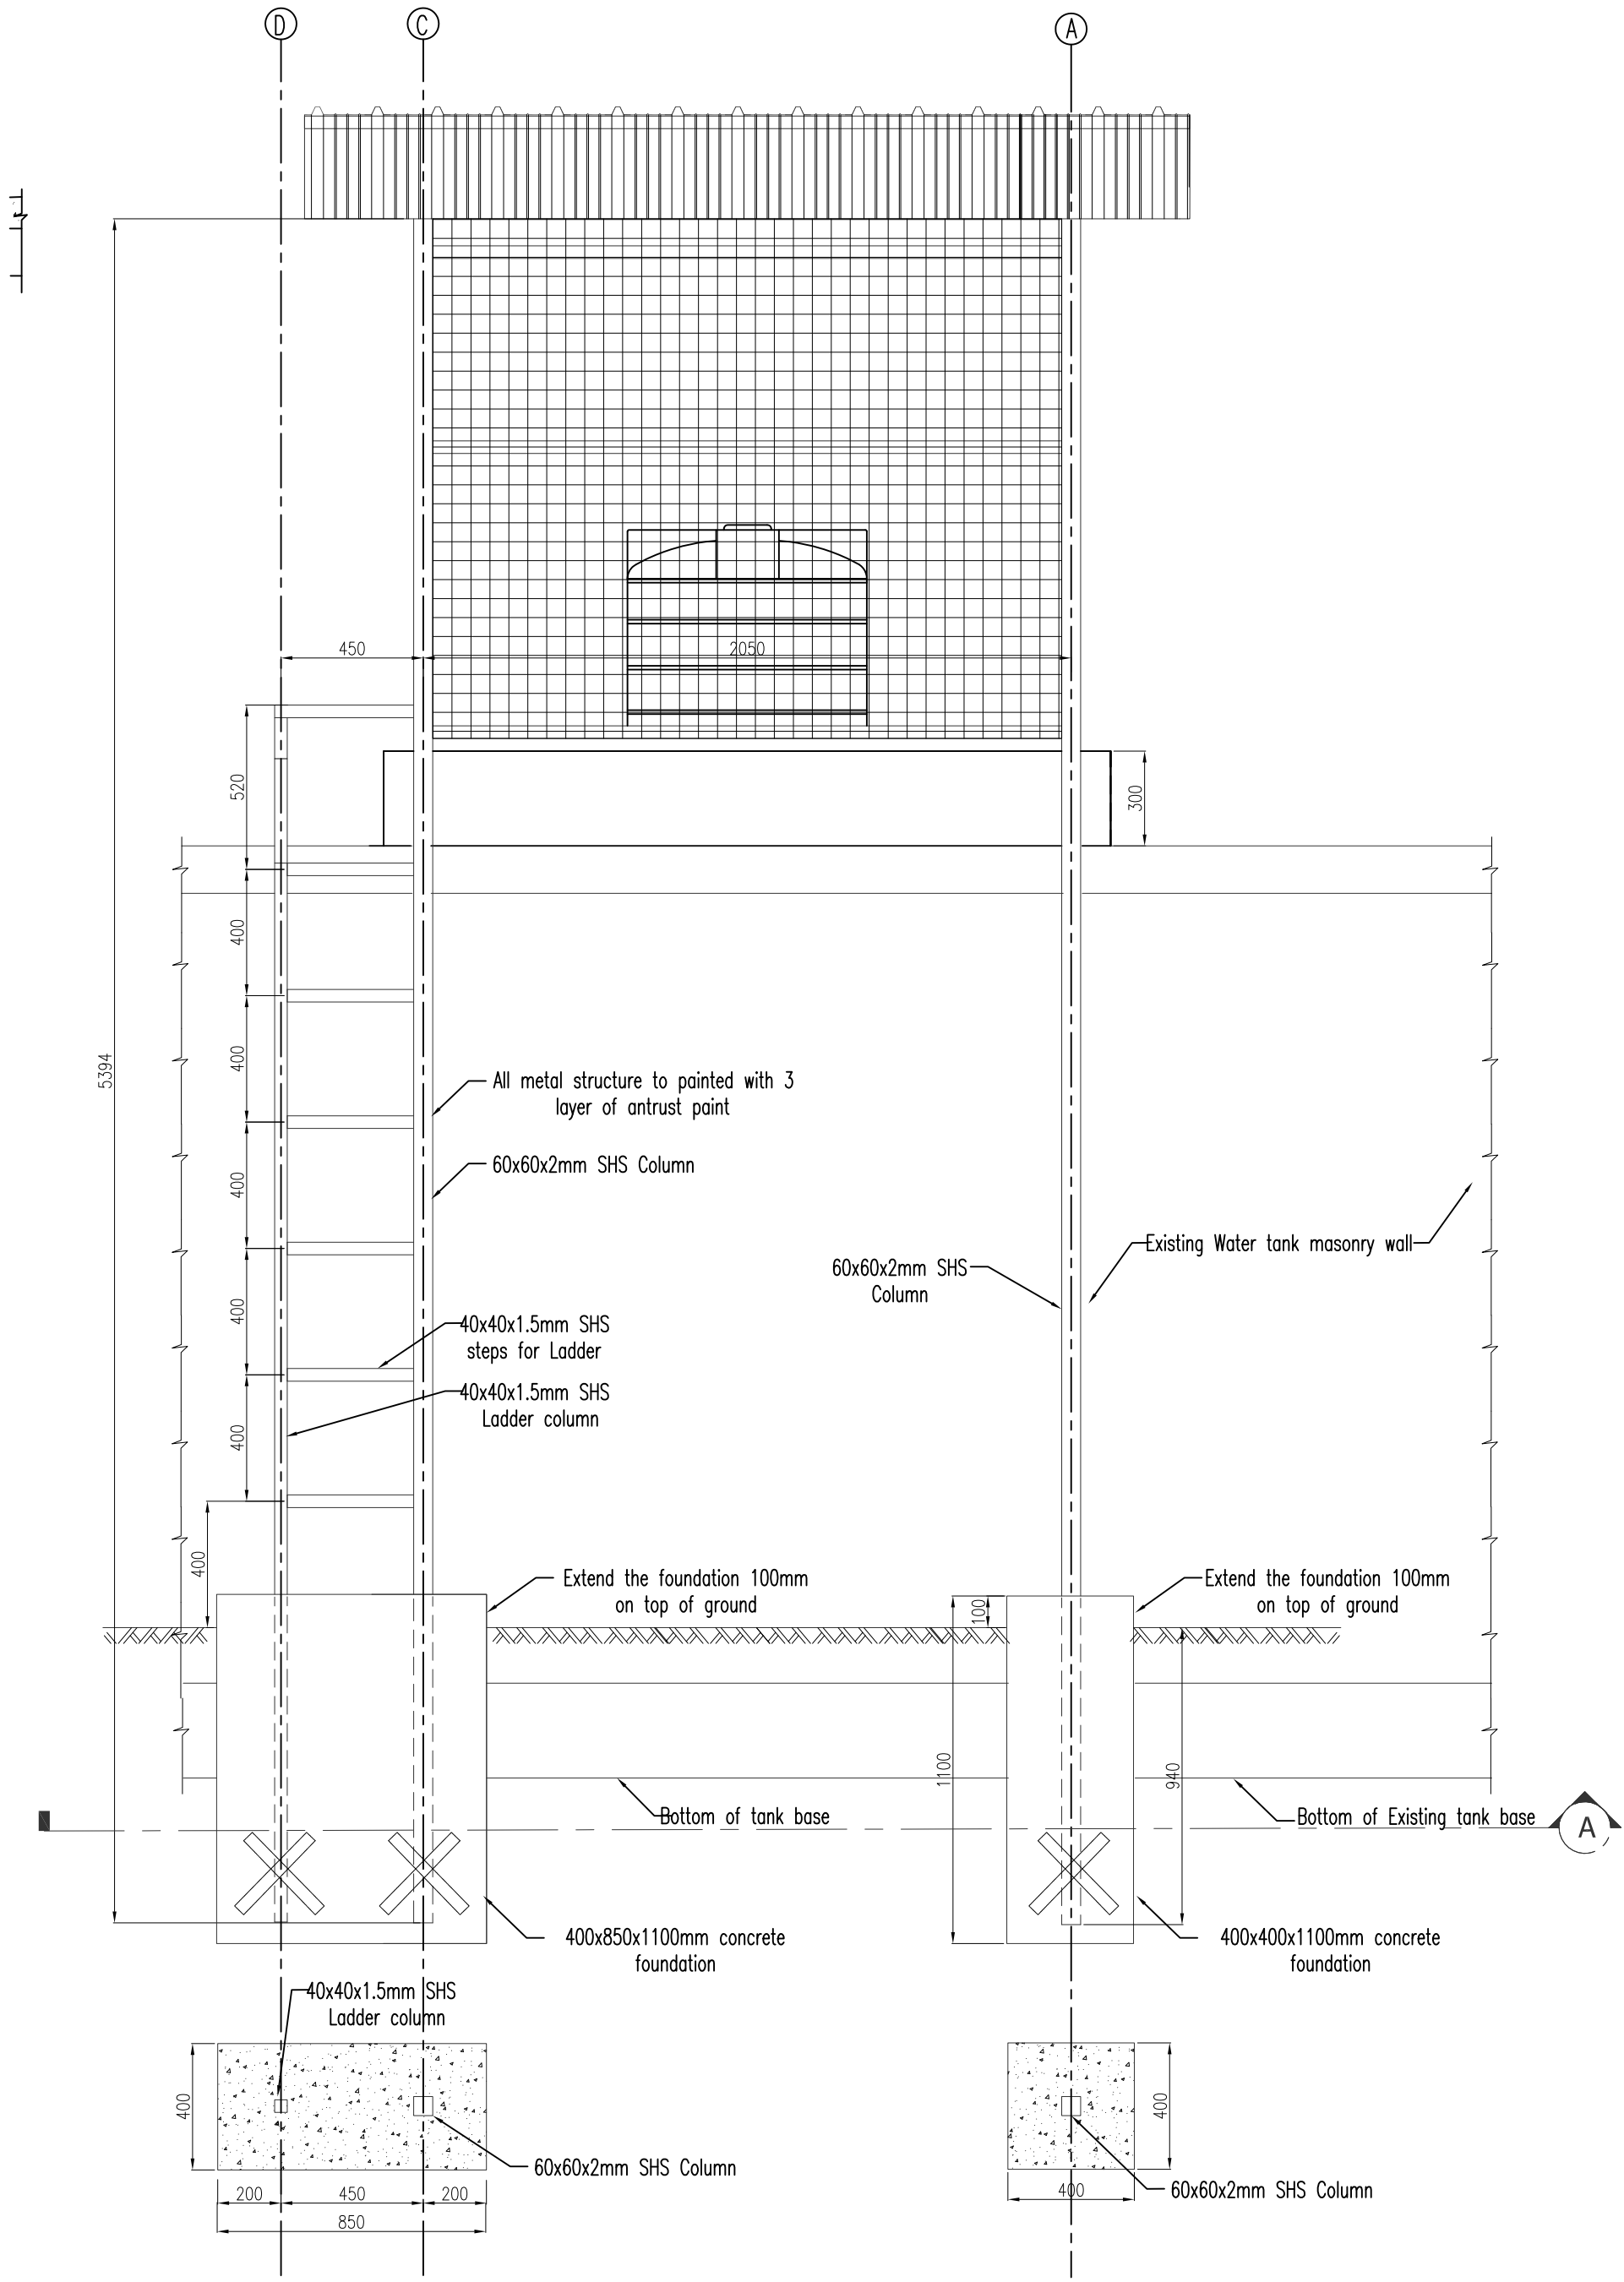 D
C
A
450
2050
520
300
400
400
5394
All metal structure to painted with 3
layer of antrust paint
60x60x2mm SHS Column
400
Existing Water tank masonry wall
60x60x2mm SHS
Column
400
40x40x1.5mm SHS
steps for Ladder
40x40x1.5mm SHS
Ladder column
400
400
Extend the foundation 100mm
on top of ground
Extend the foundation 100mm
on top of ground
100
1100
940
Bottom of tank base
Bottom of Existing tank base
A
400x850x1100mm concrete
foundation
400x400x1100mm concrete
foundation
40x40x1.5mm SHS
Ladder column
400
400
60x60x2mm SHS Column
60x60x2mm SHS Column
200
450
200
400
850